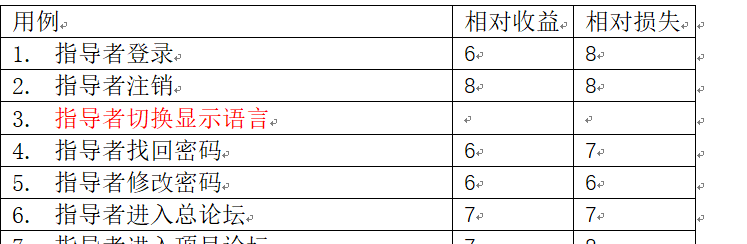 用例 相对收益 相对损失
1. 指导者登录 6 8
2. 指导者注销 8 8
3. 指导者切换显示语言
4. 指导者找回密码 6 7
5. 指导者修改密码 6 6
6. 指导者进入总论坛 7 7